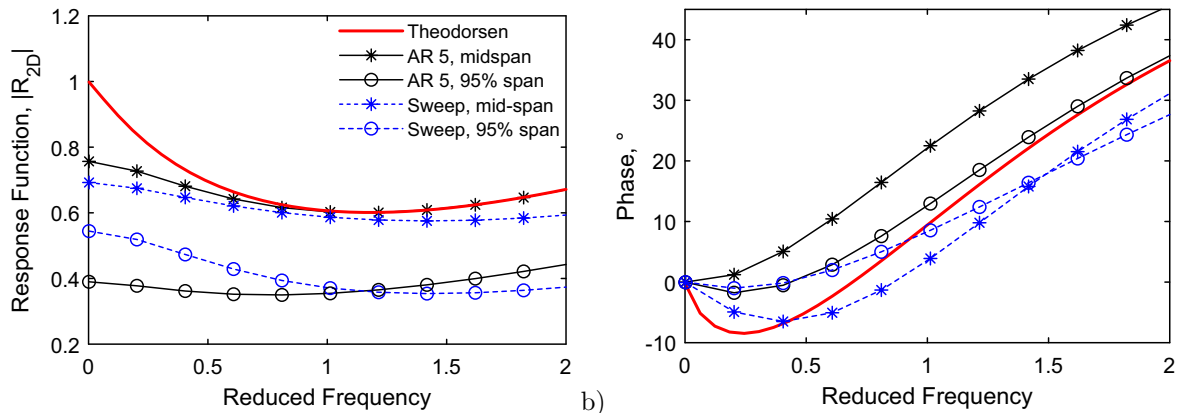 Response Function, |R2D|
1.2
1
0.8
0.6
0.4
0.2
0
0.5
1
1.5
2
Reduced Frequency
Theodorsen
AR 5, midspan
AR 5, 95% span
Sweep, mid-span
Sweep, 95% span
b)
Phase, °
40
30
20
10
0
-10
0
0.5
1
1.5
2
Reduced Frequency